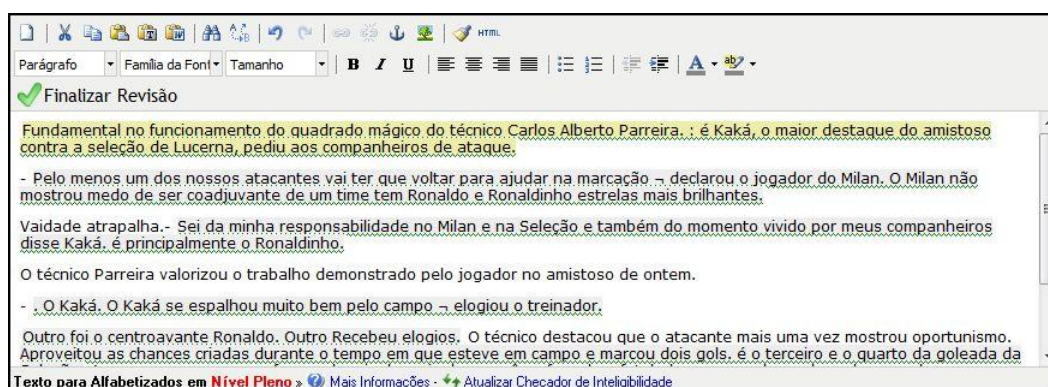 HTML
Parágrafo Família da Font Tamanho B I U A ab
Finalizar Revisão
Fundamental no funcionamento do quadrado mágico do técnico Carlos Alberto Parreira. : é Kaká, o maior destaque do amistoso
contra a seleção de Lucerna, pediu aos companheiros de ataque.
- Pelo menos um dos nossos atacantes vai ter que voltar para ajudar na marcação ¬ declarou o jogador do Milan. O Milan não
mostrou medo de ser coadjuvante de um time tem Ronaldo e Ronaldinho estrelas mais brilhantes.
Vaidade atrapalha.- Sei da minha responsabilidade no Milan e na Seleção e também do momento vivido por meus companheiros
disse Kaká. é principalmente o Ronaldinho.
O técnico Parreira valorizou o trabalho demonstrado pelo jogador no amistoso de ontem.
- . O Kaká. O Kaká se espalhou muito bem pelo campo ¬ elogiou o treinador.
Outro foi o centroavante Ronaldo. Outro Recebeu elogios. O técnico destacou que o atacante mais uma vez mostrou oportunismo.
Aproveitou as chances criadas durante o tempo em que esteve em campo e marcou dois gols. é o terceiro e o quarto da goleada da
Texto para Alfabetizados em Nível Pleno » Mais Informações - Atualizar Checador de Inteligibilidade